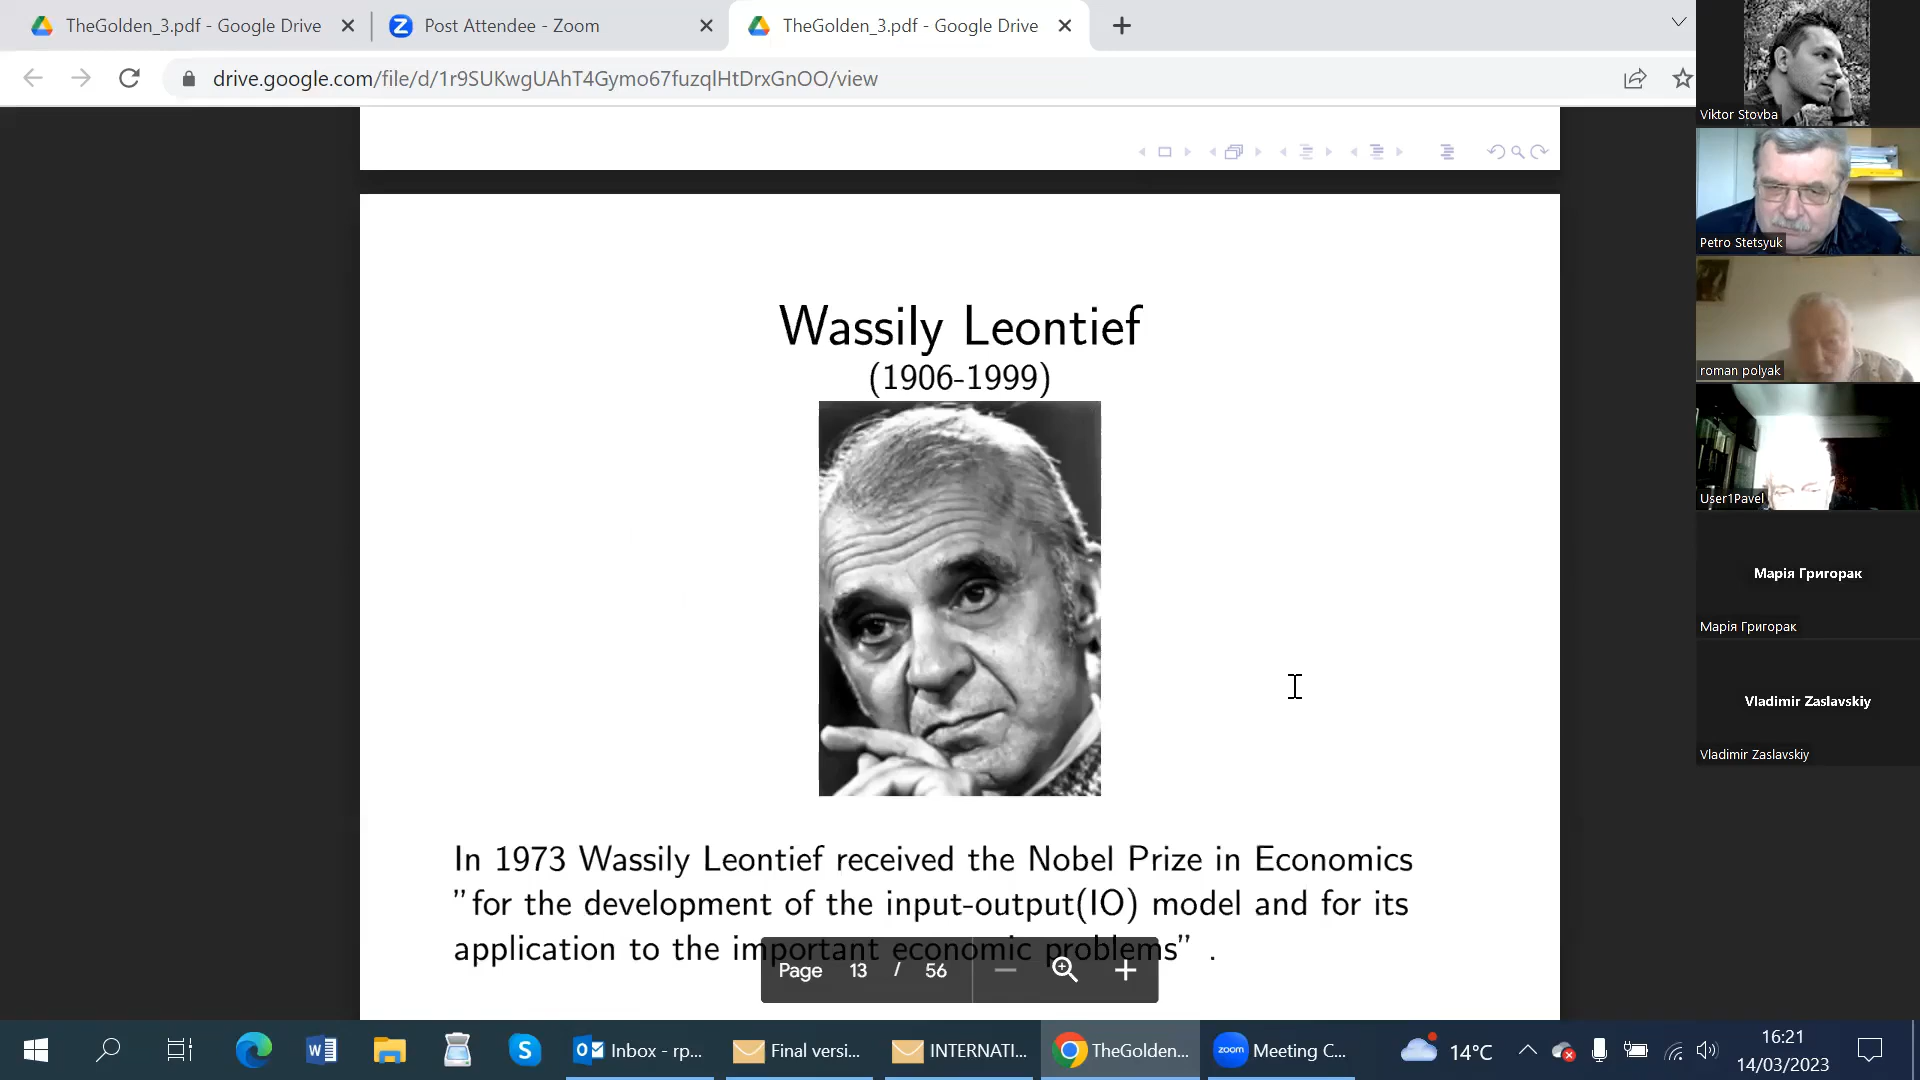 TheGolden_3.pdf - Google Drive
Post Attendee - Zoom
TheGolden_3.pdf - Google Drive
drive.google.com/file/d/1r9SUKwgUAhT4Gymo67fuzqlHtDrxGnOO/view
Viktor Stovba
Petro Stetsyuk
roman polyak
User1Pavel
Марія Григорак
Марія Григорак
Vladimir Zaslavskiy
Vladimir Zaslavskiy
Wassily Leontief
(1906-1999)
In 1973 Wassily Leontief received the Nobel Prize in Economics
”for the development of the input-output(IO) model and for its
application to the important economic problems” .
Page 13 / 56
Inbox - rp...
Final versi...
INTERNATI...
TheGolden...
zoom
Meeting C...
14°C
16:21
14/03/2023